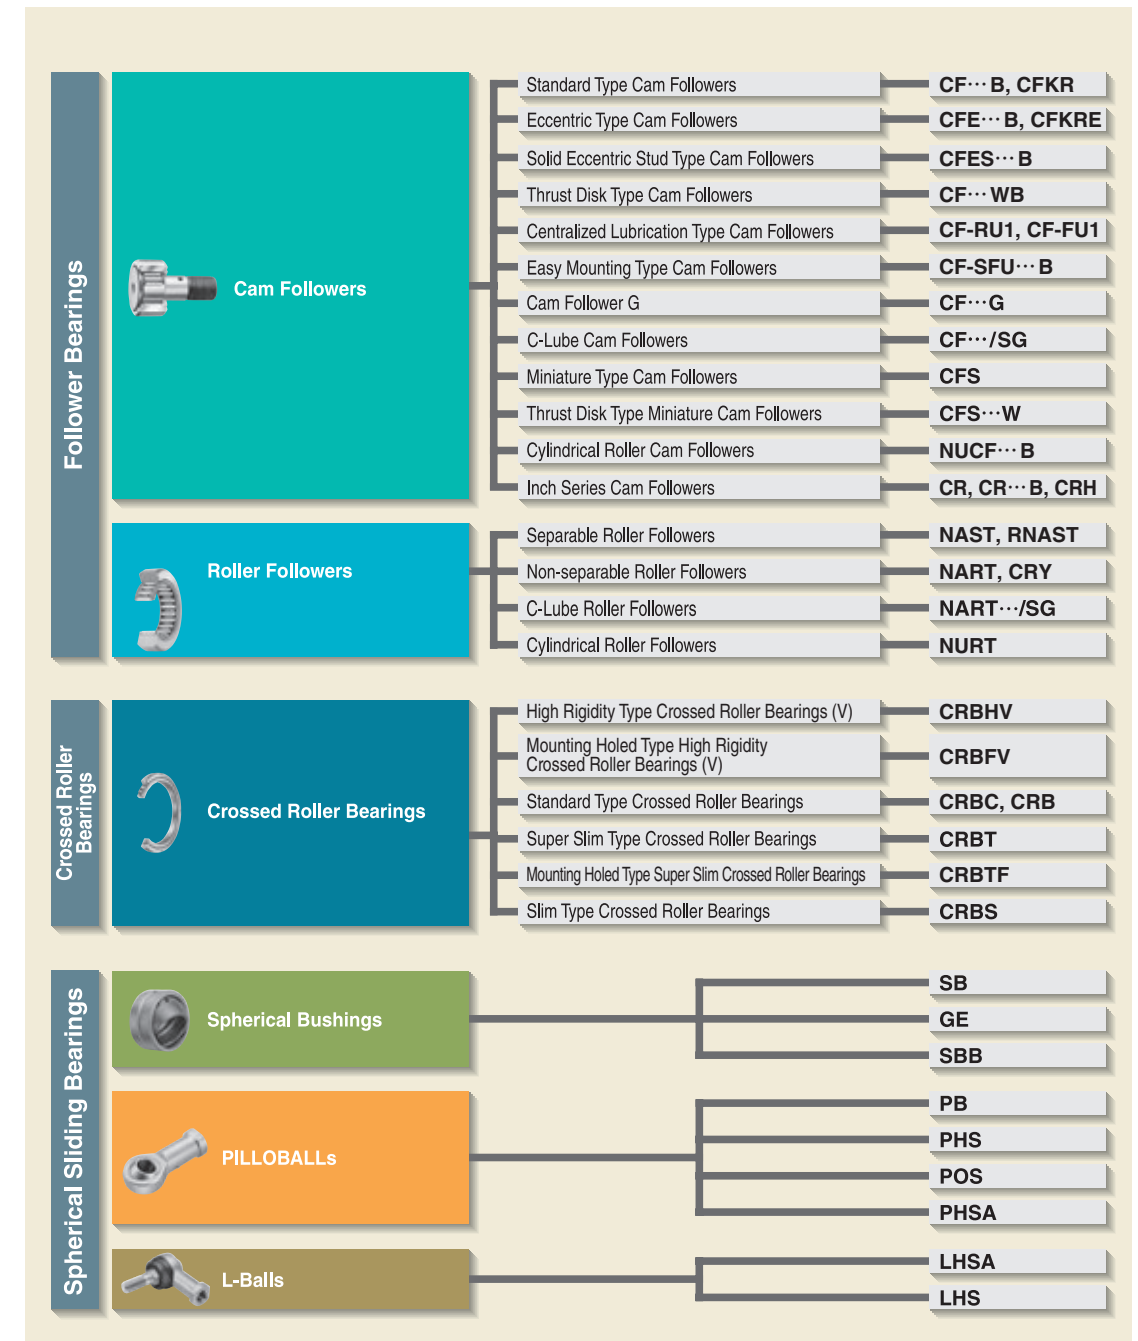 Follower Bearings
Cam Followers
Standard Type Cam Followers
CF··· B, CFKR
Eccentric Type Cam Followers
CFE··· B, CFKRE
Solid Eccentric Stud Type Cam Followers
CFES··· B
Thrust Disk Type Cam Followers
CF··· WB
Centralized Lubrication Type Cam Followers
CF-RU1, CF-FU1
Easy Mounting Type Cam Followers
CF-SFU··· B
Cam Follower G
CF···G
C-Lube Cam Followers
CF···/SG
Miniature Type Cam Followers
CFS
Thrust Disk Type Miniature Cam Followers
CFS···W
Cylindrical Roller Cam Followers
NUCF··· B
Inch Series Cam Followers
CR, CR··· B, CRH
Roller Followers
Separable Roller Followers
NAST, RNAST
Non-separable Roller Followers
NART, CRY
C-Lube Roller Followers
NART···/SG
Cylindrical Roller Followers
NURT
Crossed Roller
Bearings
Crossed Roller Bearings
High Rigidity Type Crossed Roller Bearings (V)
CRBHV
Mounting Holed Type High Rigidity
Crossed Roller Bearings (V)
CRBFV
Standard Type Crossed Roller Bearings
CRBC, CRB
Super Slim Type Crossed Roller Bearings
CRBT
Mounting Holed Type Super Slim Crossed Roller Bearings
CRBTF
Slim Type Crossed Roller Bearings
CRBS
Spherical Sliding Bearings
Spherical Bushings
SB
GE
SBB
PILLOBALLs
PB
PHS
POS
PHSA
L-Balls
LHSA
LHS